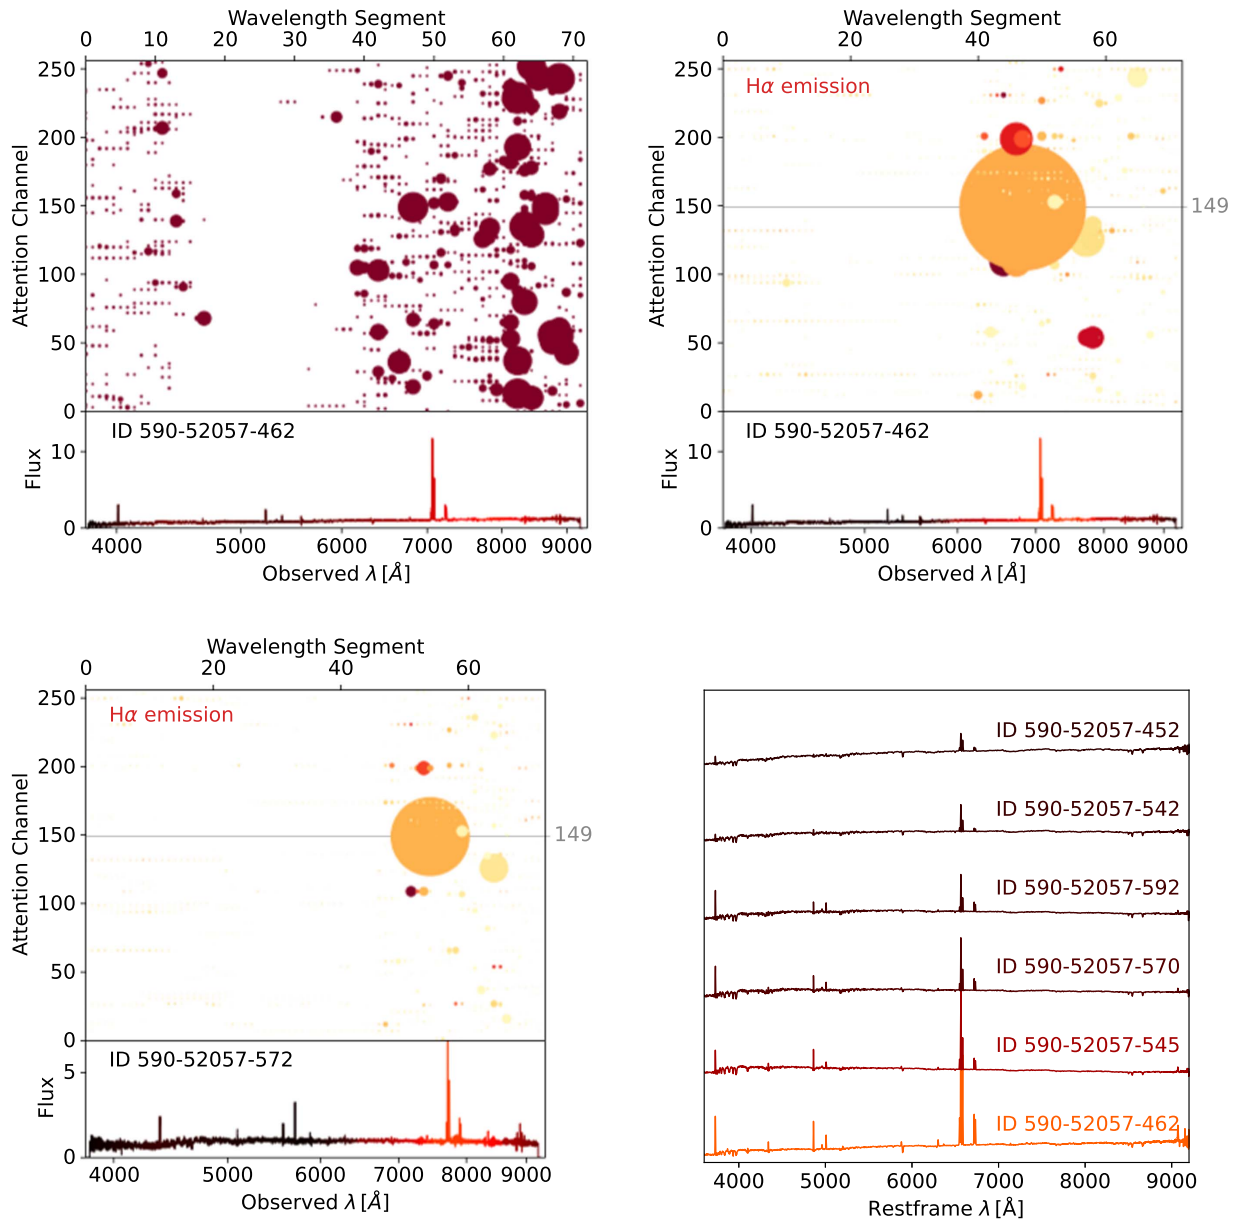 Wavelength Segment
0 10 20 30 40 50 60 70
250
200
150
100
50
0
Attention Channel
ID 590-52057-462
10
0
Flux
4000 5000 6000 7000 8000 9000
Observed λ [Å]
Wavelength Segment
0 20 40 60
Hα emission
250
200
150
100
50
0
Attention Channel
149
ID 590-52057-462
10
0
Flux
4000 5000 6000 7000 8000 9000
Observed λ [Å]
Wavelength Segment
0 20 40 60
Hα emission
250
200
150
100
50
0
Attention Channel
149
ID 590-52057-572
5
0
Flux
4000 5000 6000 7000 8000 9000
Observed λ [Å]
ID 590-52057-452
ID 590-52057-542
ID 590-52057-592
ID 590-52057-570
ID 590-52057-545
ID 590-52057-462
4000 5000 6000 7000 8000 9000
Restframe λ [Å]